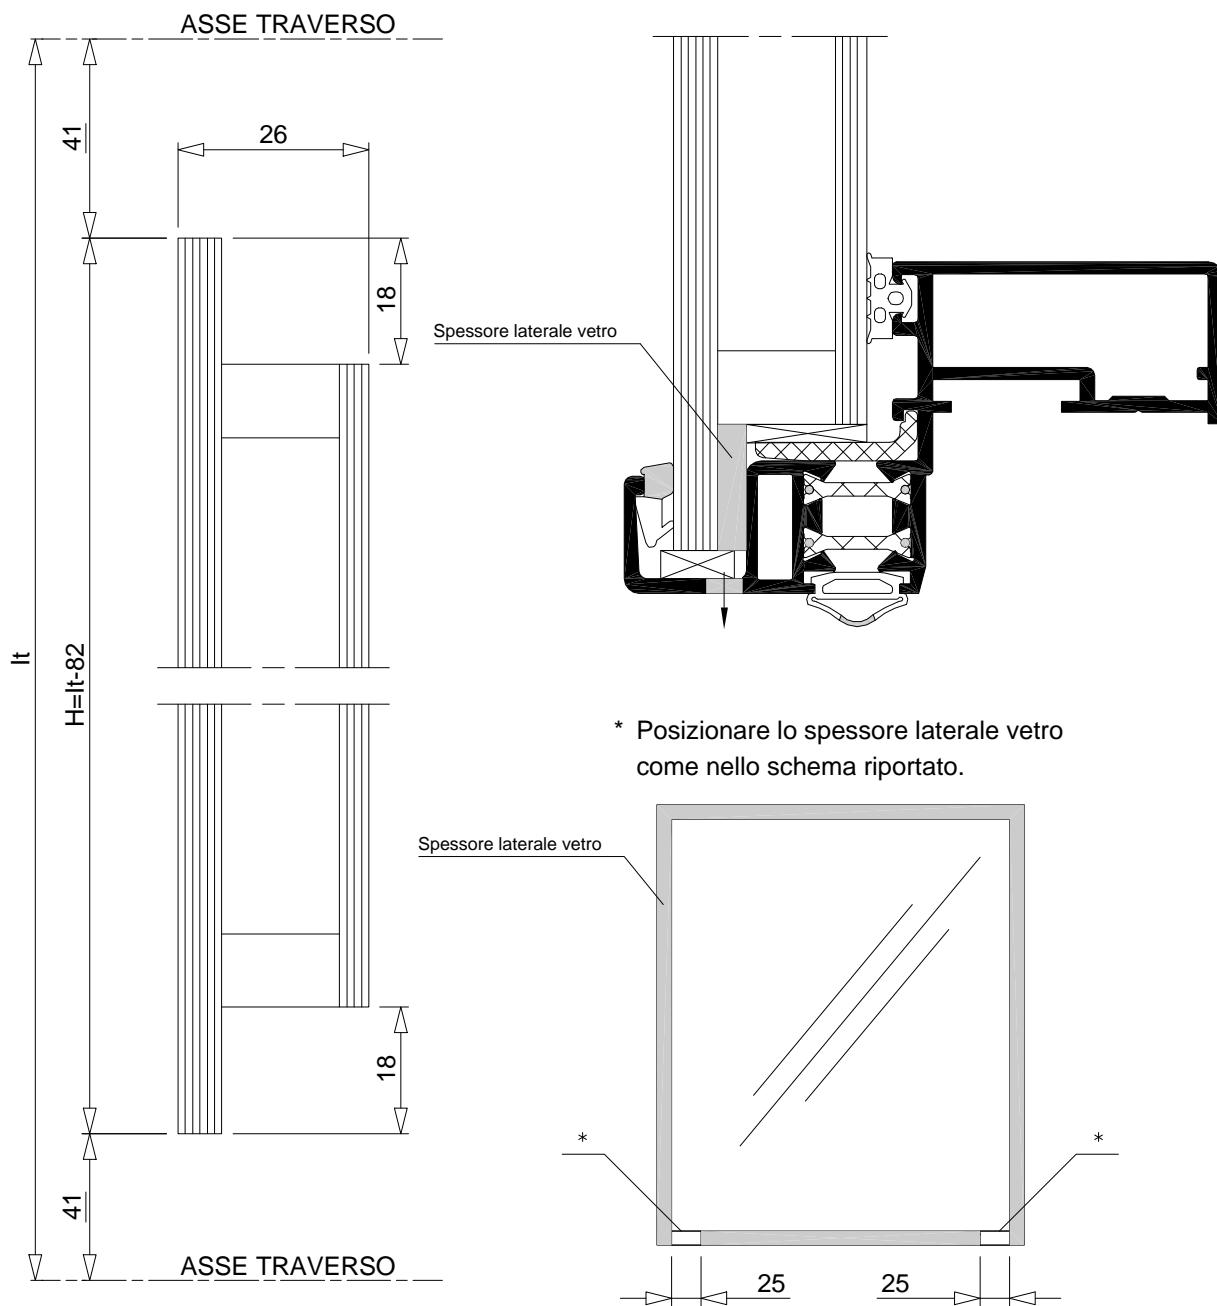 ASSE TRAVERSO
41
26
18
Spessore laterale vetro
lt
H=lt-82
* Posizionare lo spessore laterale vetro
come nello schema riportato.
Spessore laterale vetro
18
*
*
41
ASSE TRAVERSO
25
25